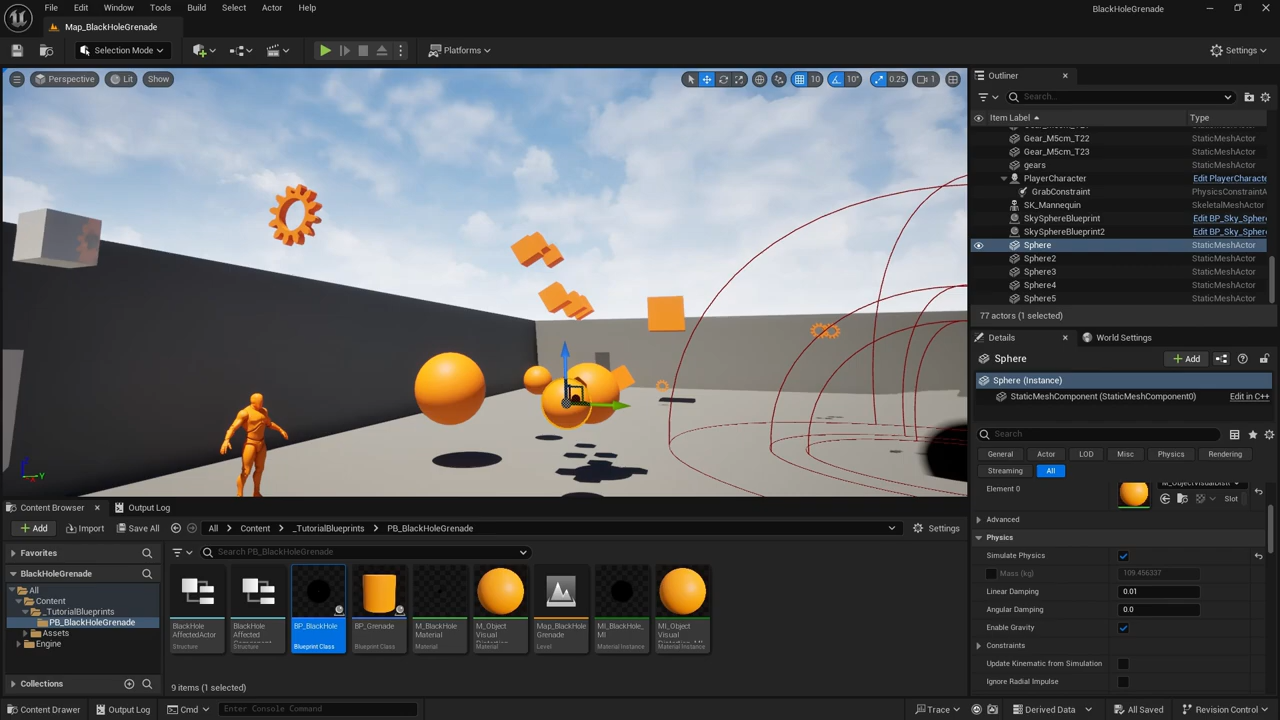 File Edit Window Tools Build Select Actor Help
BlackHoleGrenade
Map_BlackHoleGrenade
Selection Mode
Platforms
Settings
Perspective Lit Show
10 10° 0.25 1
Outliner
Search...
Item Label Type
StaticMeshActor
Gear_M5cm_T22 StaticMeshActor
Gear_M5cm_T23 StaticMeshActor
gears StaticMeshActor
PlayerCharacter Edit PlayerCharacte
GrabConstraint PhysicsConstraintA
SK_Mannequin SkeletalMeshActor
SkySphereBlueprint Edit BP_Sky_Spher
SkySphereBlueprint2 Edit BP_Sky_Spher
Sphere StaticMeshActor
Sphere2 StaticMeshActor
Sphere3 StaticMeshActor
Sphere4 StaticMeshActor
Sphere5 StaticMeshActor
77 actors (1 selected)
Details World Settings
Sphere Add
Sphere (Instance)
StaticMeshComponent (StaticMeshComponent0) Edit in C++
Search
General Actor LOD Misc Physics Rendering
Streaming All
Element 0
Slot
Advanced
Physics
Simulate Physics
Mass (kg) 109.456337
Linear Damping 0.01
Angular Damping 0.0
Enable Gravity
Constraints
Update Kinematic from Simulation
Ignore Radial Impulse
Content Browser Output Log
Add Import Save All All Content _TutorialBlueprints PB_BlackHoleGrenade Settings
Favorites
Search PB_BlackHoleGrenade
BlackHoleGrenade
All
Content
_TutorialBlueprints
PB_BlackHoleGrenade
Assets
Engine
Collections
BlackHole
AffectedActor
Structure
BlackHole
Affected
Structure
BP_BlackHole
Blueprint Class
BP_Grenade
Blueprint Class
M_BlackHole
Material
Material
M_Object
Visual
Material
Map_BlackHole
Grenade
Level
MI_BlackHole_
MI
Material Instance
MI_Object
Visual
Material Instance
9 items (1 selected)
Content Drawer Output Log Cmd Enter Console Command
Trace Derived Data All Saved Revision Control